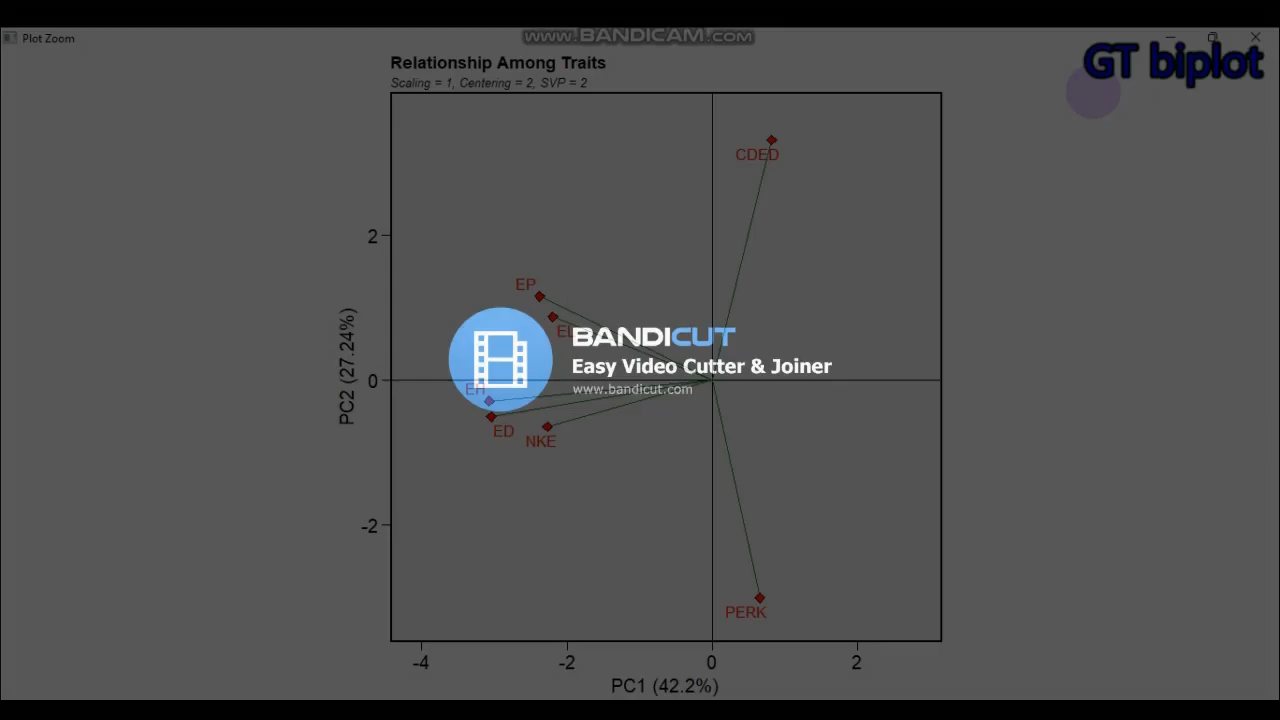 Plot Zoom
www.BANDICAM.com
GT biplot
Relationship Among Traits
Scaling = 1, Centering = 2, SVP = 2
CDED
2
EP
EL
BANDICUT
Easy Video Cutter & Joiner
www.bandicut.com
PC2 (27.24%)
0
EH
ED
NKE
-2
PERK
-4
-2
0
2
PC1 (42.2%)